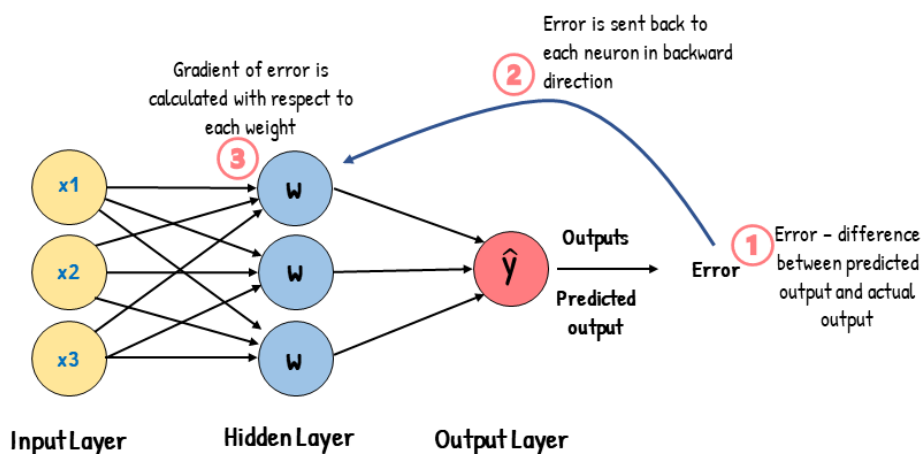 Error is sent back to
each neuron in backward
direction
2
Gradient of error is
calculated with respect to
each weight
3
x1
x2
x3
w
w
w
ŷ
Outputs
Predicted
output
Error
1
Error – difference
between predicted
output and actual
output
Input Layer
Hidden Layer
Output Layer